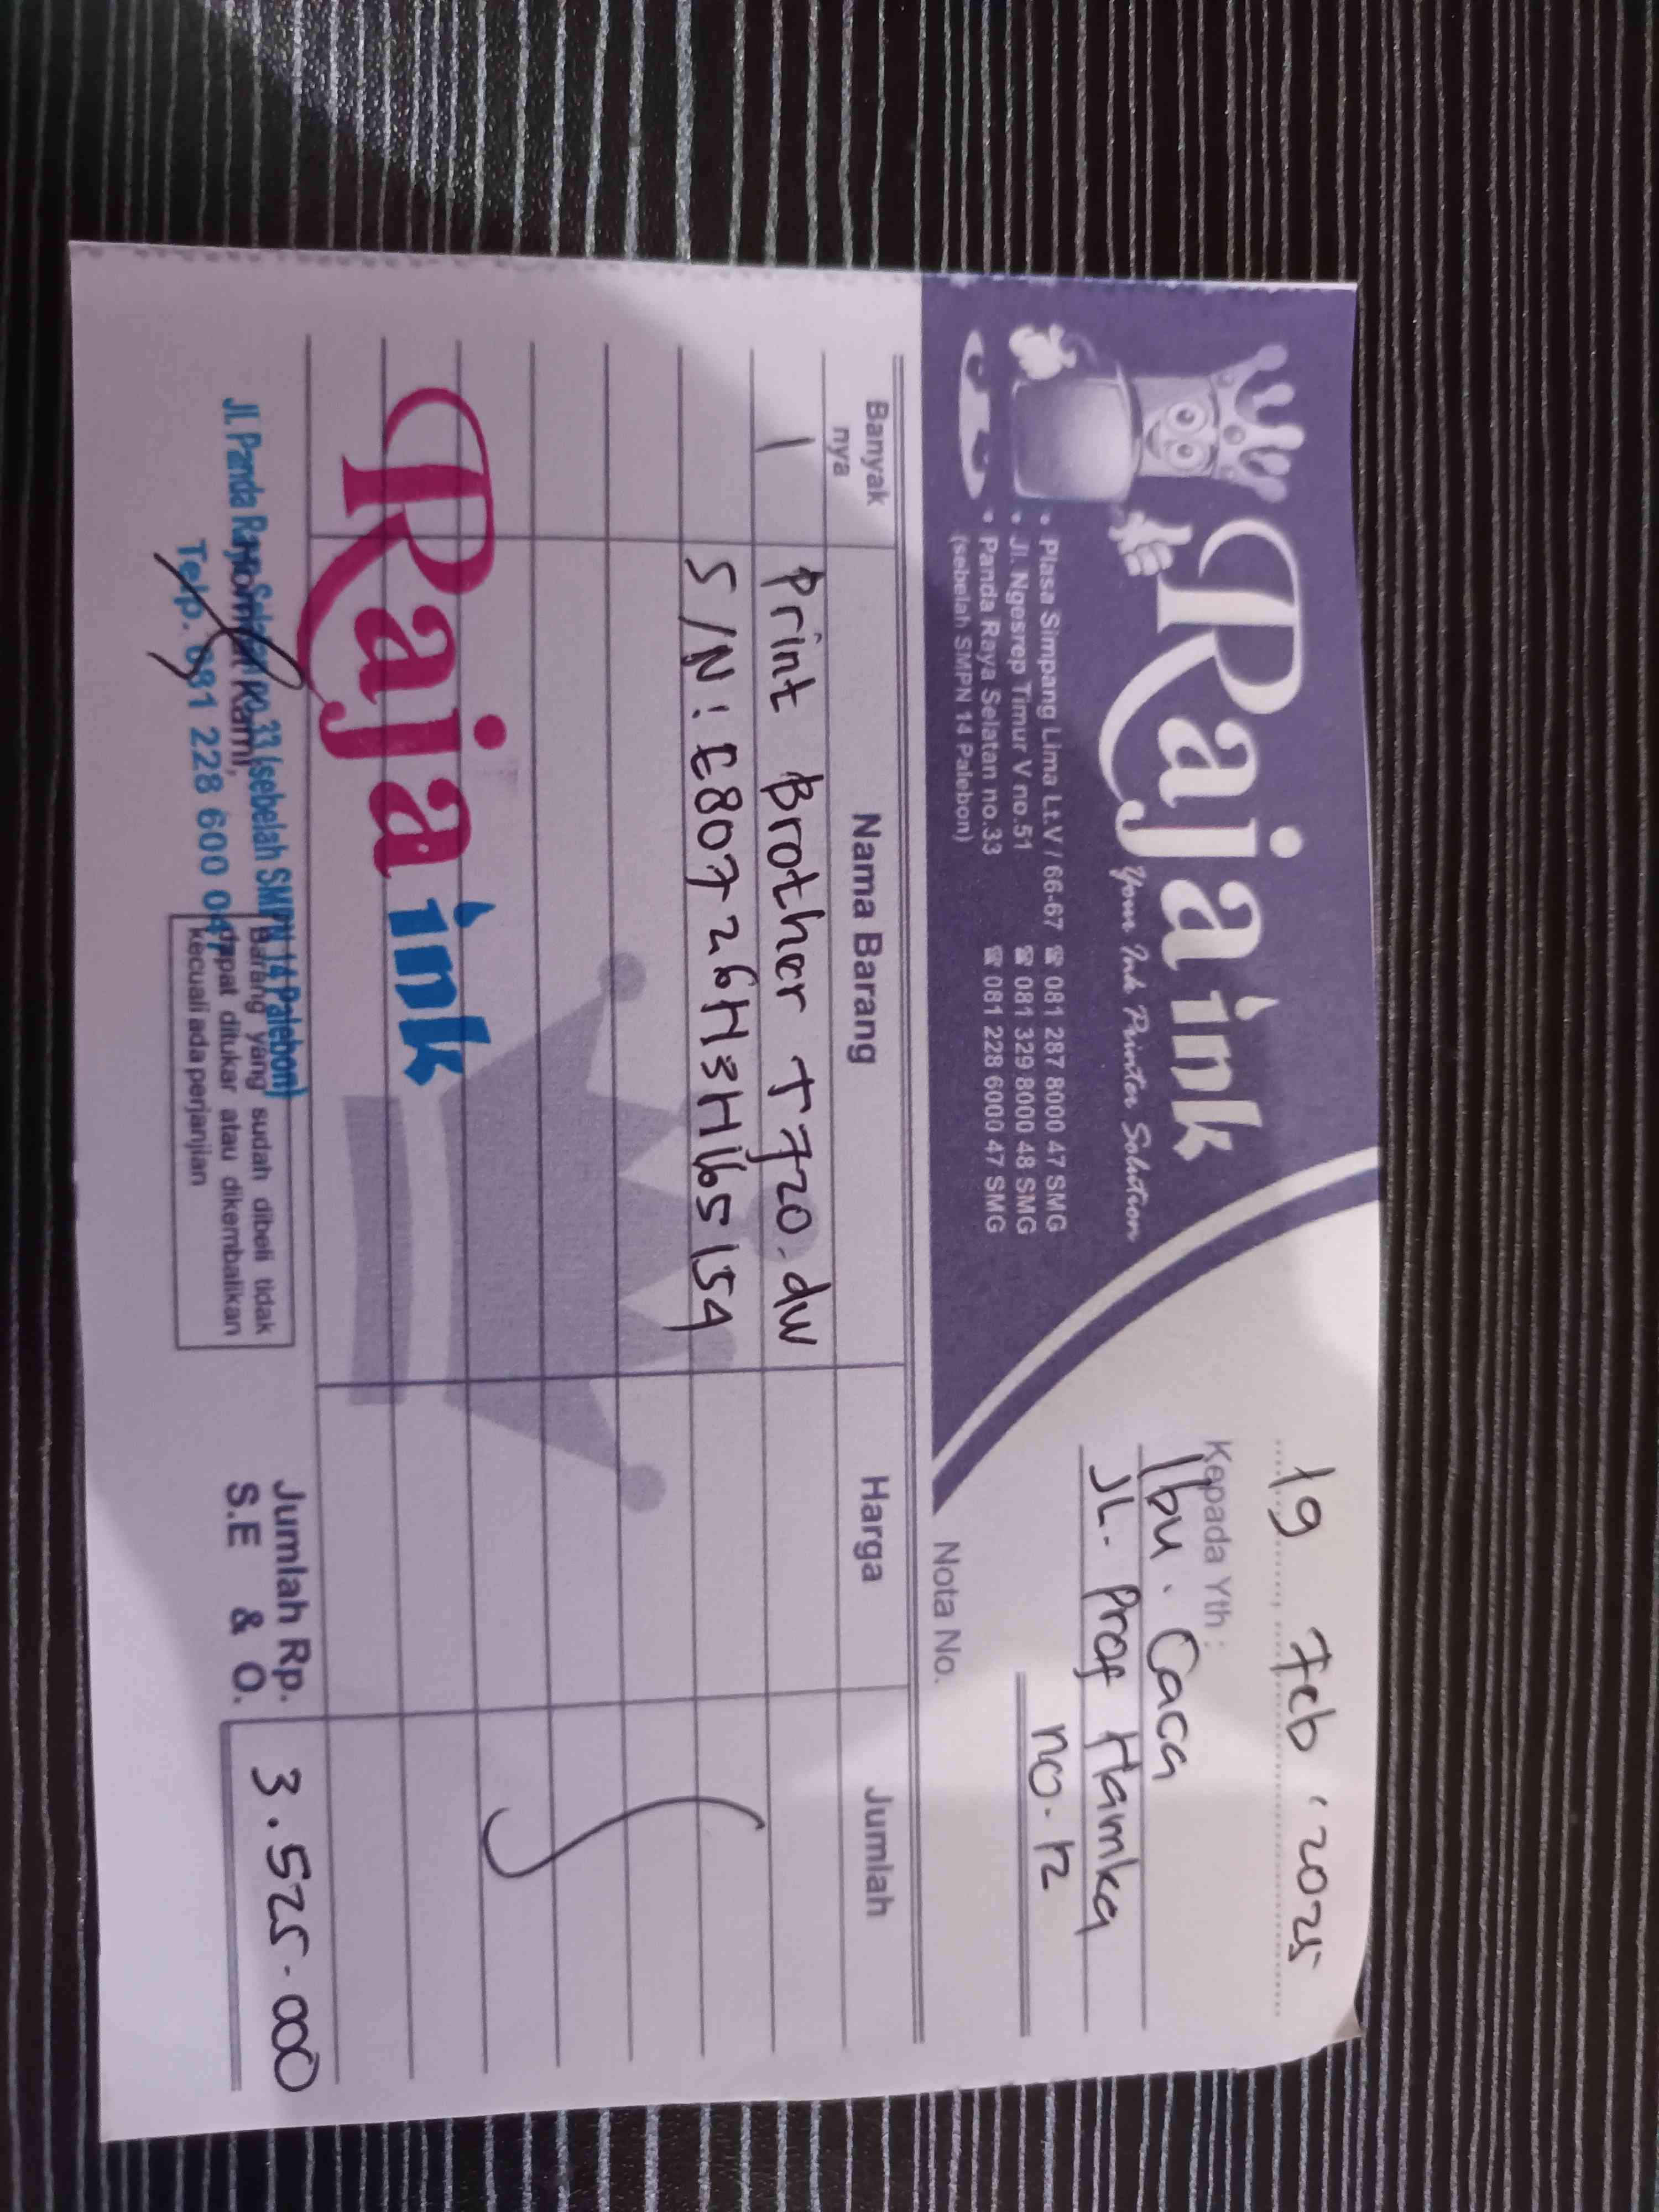 Raja ink
Your Ink Printer Solution
• Plasa Simpang Lima Lt.V / 66-67 ☎ 081 287 8000 47 SMG
• Jl. Ngesrep Timur V no.51 ☎ 081 329 8000 48 SMG
• Panda Raya Selatan no.33 ☎ 081 228 6000 47 SMG
(sebelah SMPN 14 Palebon)
19 Feb, 2025
Kepada Yth :
Ibu. Caca
JL. Prof Hamka
no. 12
Nota No.
Banyak nya Nama Barang Harga Jumlah
1 Print Brother T720.dw
S/N: E80726H3H165154
Raja ink
Jl. Panda Raya Selatan no.33 (sebelah SMPN 14 Palebon)
Telp. 081 228 600 047
Hormat Kami,
Barang yang sudah dibeli tidak
dapat ditukar atau dikembalikan
kecuali ada perjanjian
Jumlah Rp. 3.525.000
S.E & O.